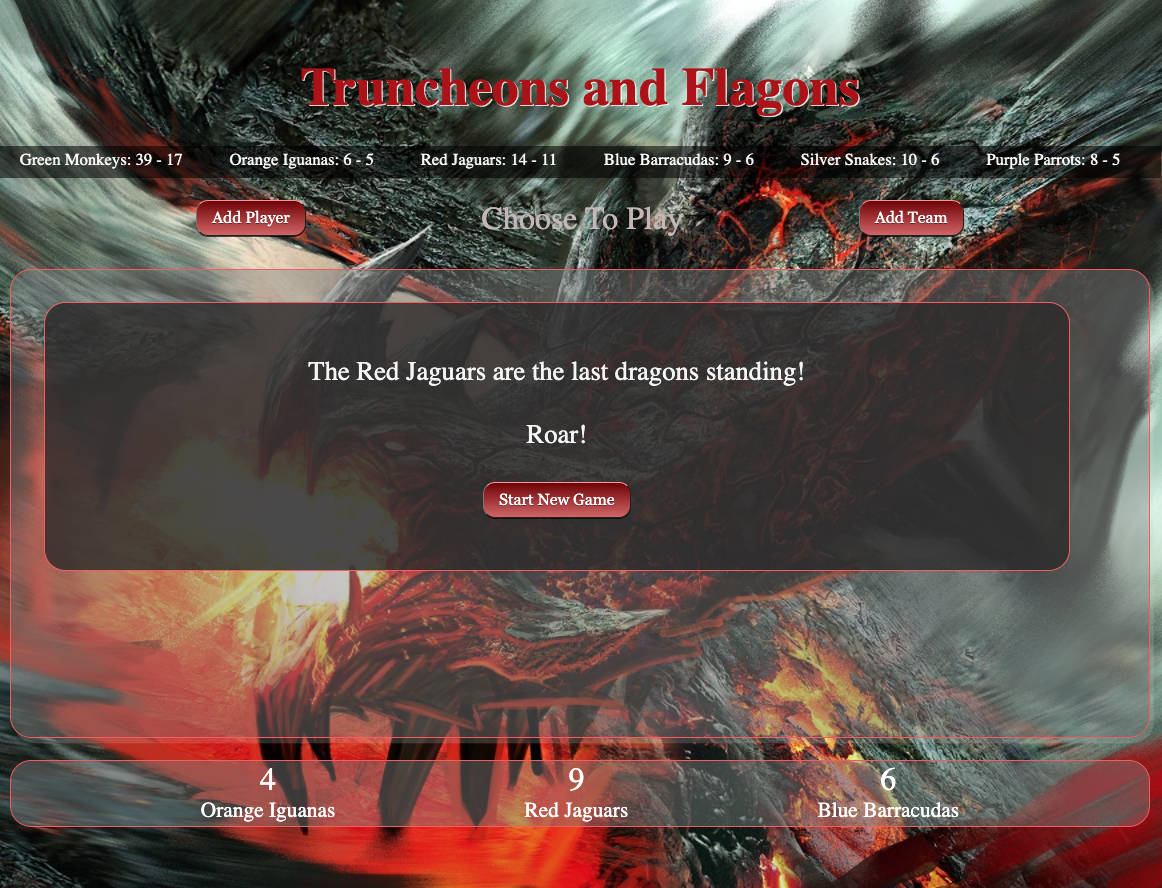 Truncheons and Flagons
Green Monkeys: 39 - 17 Orange Iguanas: 6 - 5 Red Jaguars: 14 - 11 Blue Barracudas: 9 - 6 Silver Snakes: 10 - 6 Purple Parrots: 8 - 5
Add Player Choose To Play Add Team
The Red Jaguars are the last dragons standing!
Roar!
Start New Game
4 9 6
Orange Iguanas Red Jaguars Blue Barracudas